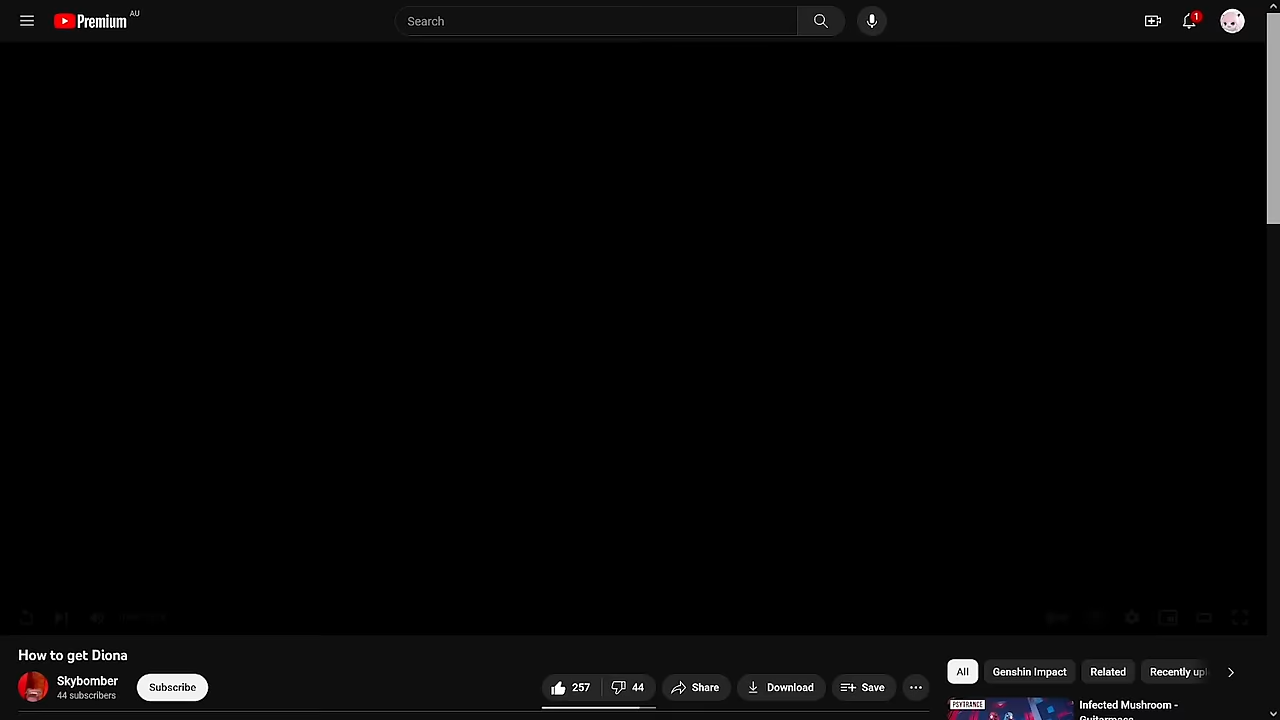 Premium AU
Search
1
How to get Diona
Skybomber
44 subscribers
Subscribe
257
44
Share
Download
Save
All
Genshin Impact
Related
Recently upl
PSYTRANCE
Infected Mushroom -
Guitarmass